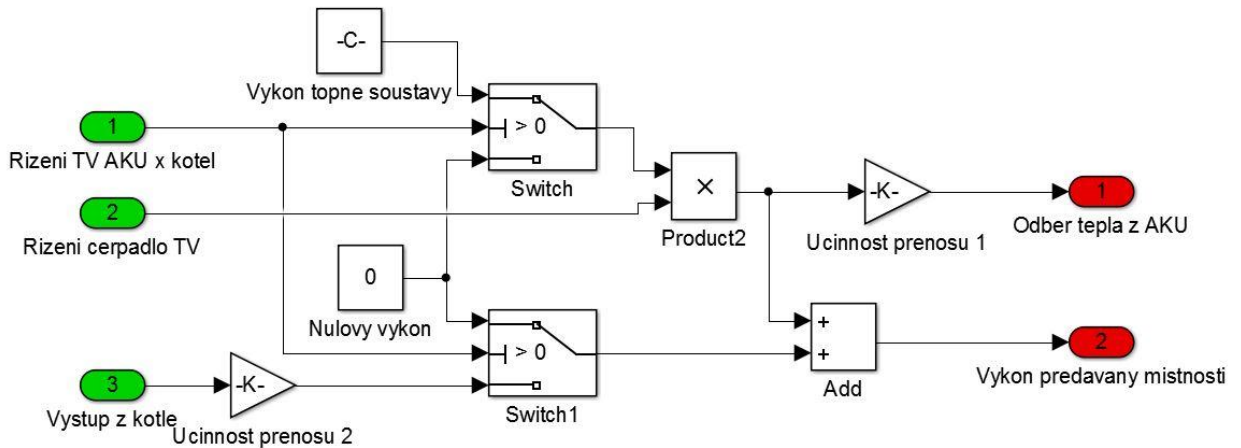 -C-
Vykon topne soustavy
1
Rizeni TV AKU x kotel
> 0
Switch
2
Rizeni cerpadlo TV
×
Product2
-K-
Ucinnost prenosu 1
1
Odber tepla z AKU
0
Nulovy vykon
> 0
Switch1
+
+
Add
2
Vykon predavany mistnosti
3
Vystup z kotle
-K-
Ucinnost prenosu 2